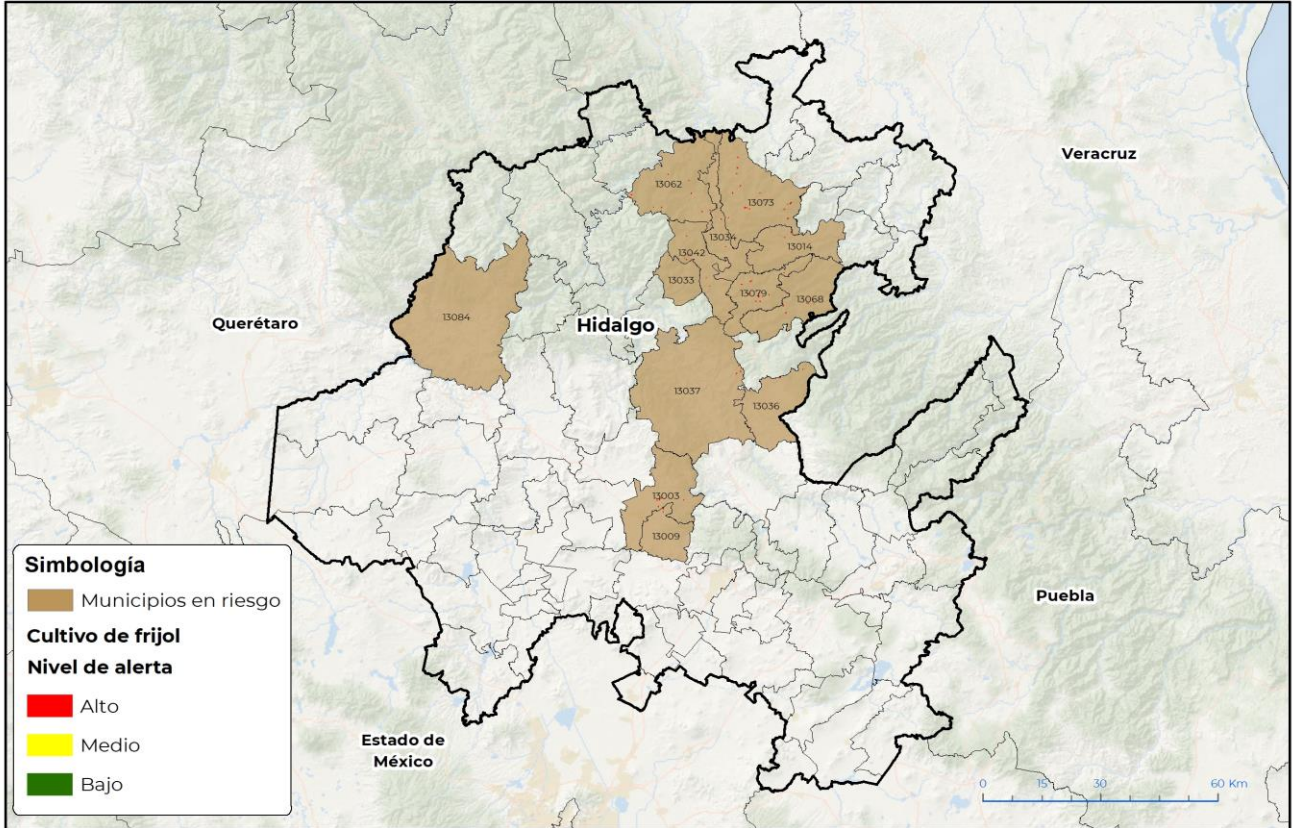 Veracruz
13062
13073
13034
13014
13042
13033
13079
13068
Querétaro
13084
Hidalgo
13037
13036
13003
13009
Puebla
Estado de
México
Simbología
Municipios en riesgo
Cultivo de frijol
Nivel de alerta
Alto
Medio
Bajo
0 15 30 60 Km